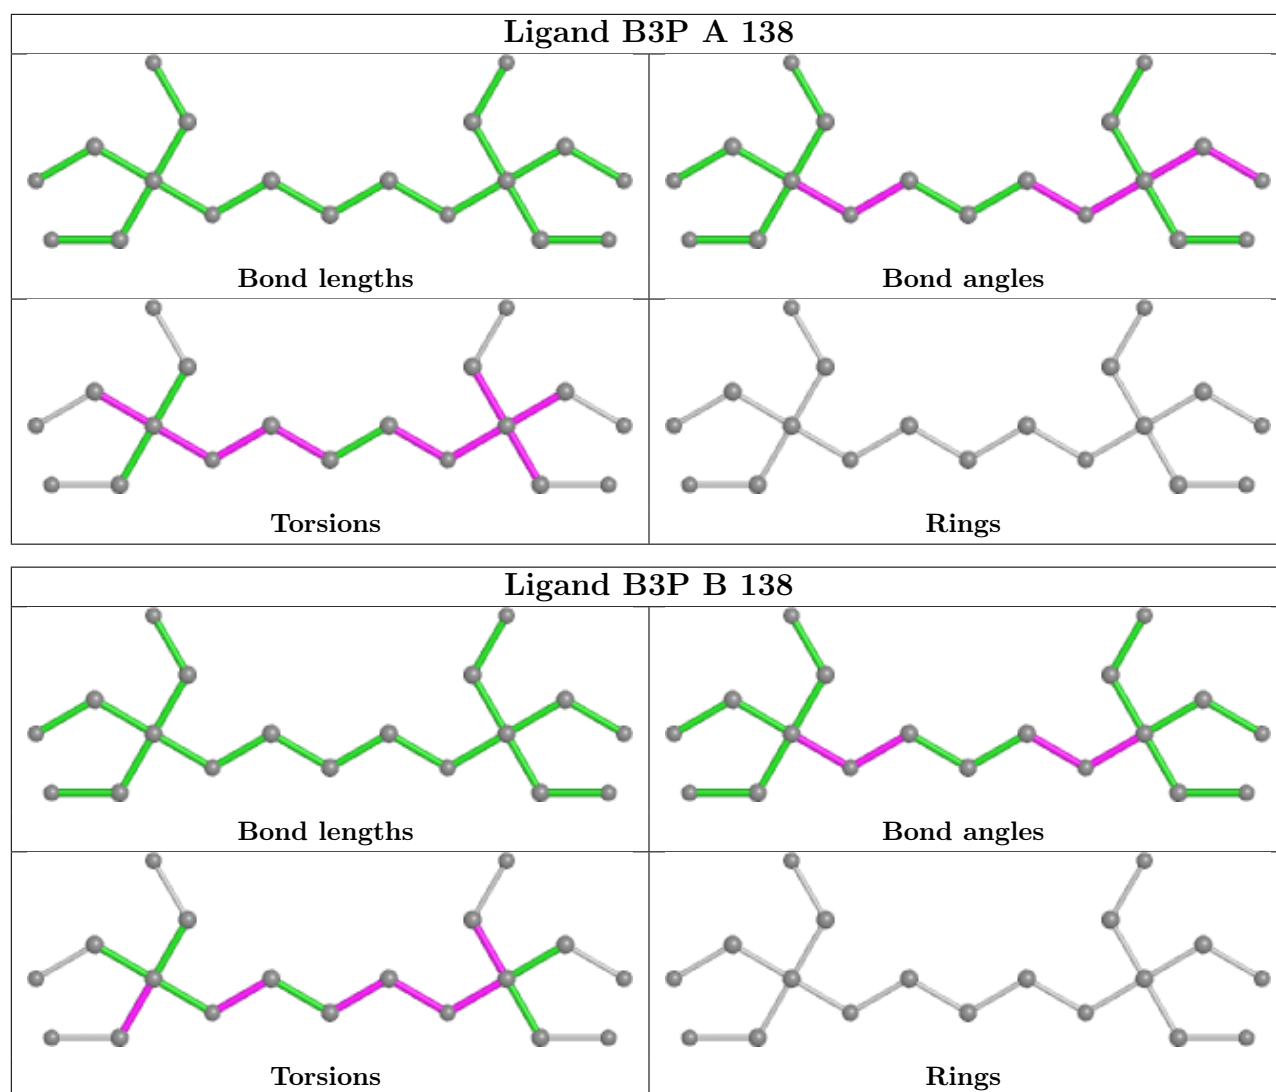 Ligand B3P A 138
Bond lengths
Bond angles
Torsions
Rings
Ligand B3P B 138
Bond lengths
Bond angles
Torsions
Rings